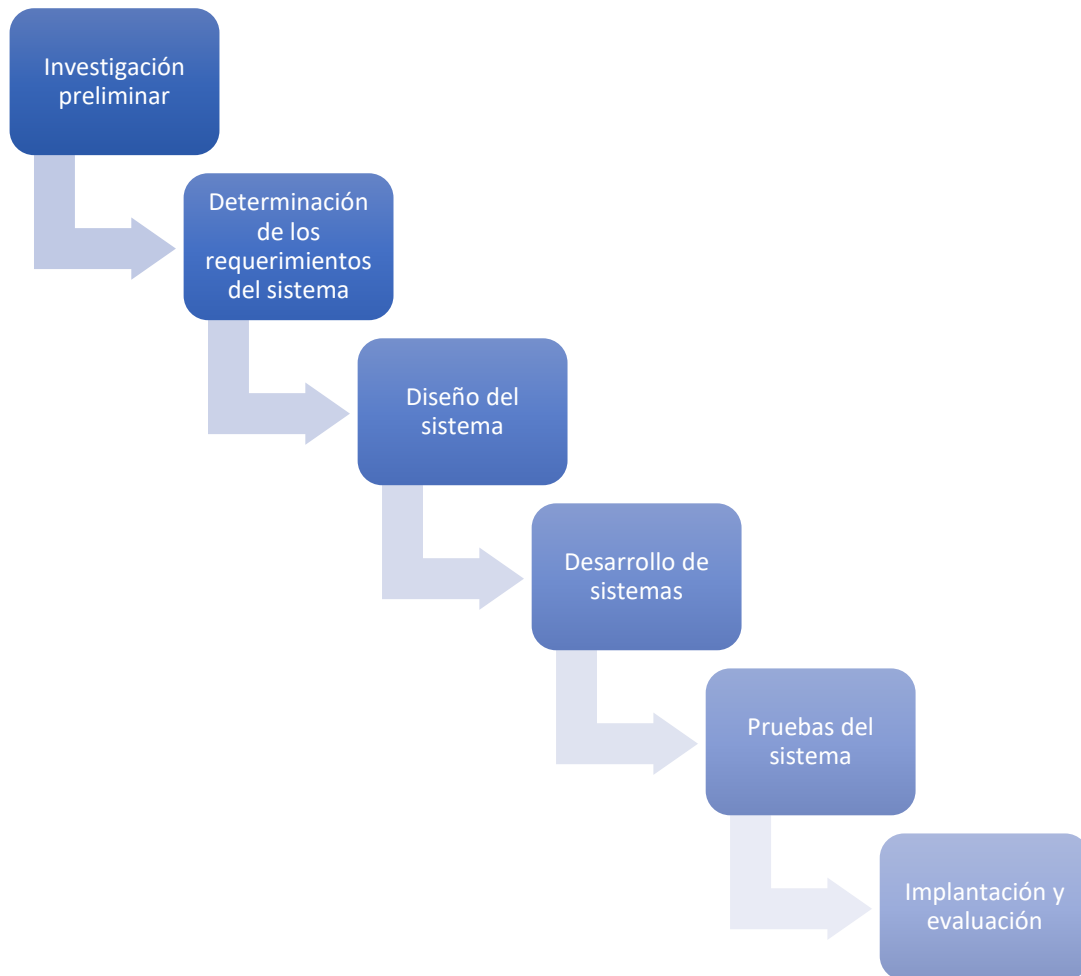 Investigación
preliminar
Determinación
de los
requerimientos
del sistema
Diseño del
sistema
Desarrollo de
sistemas
Pruebas del
sistema
Implantación y
evaluación